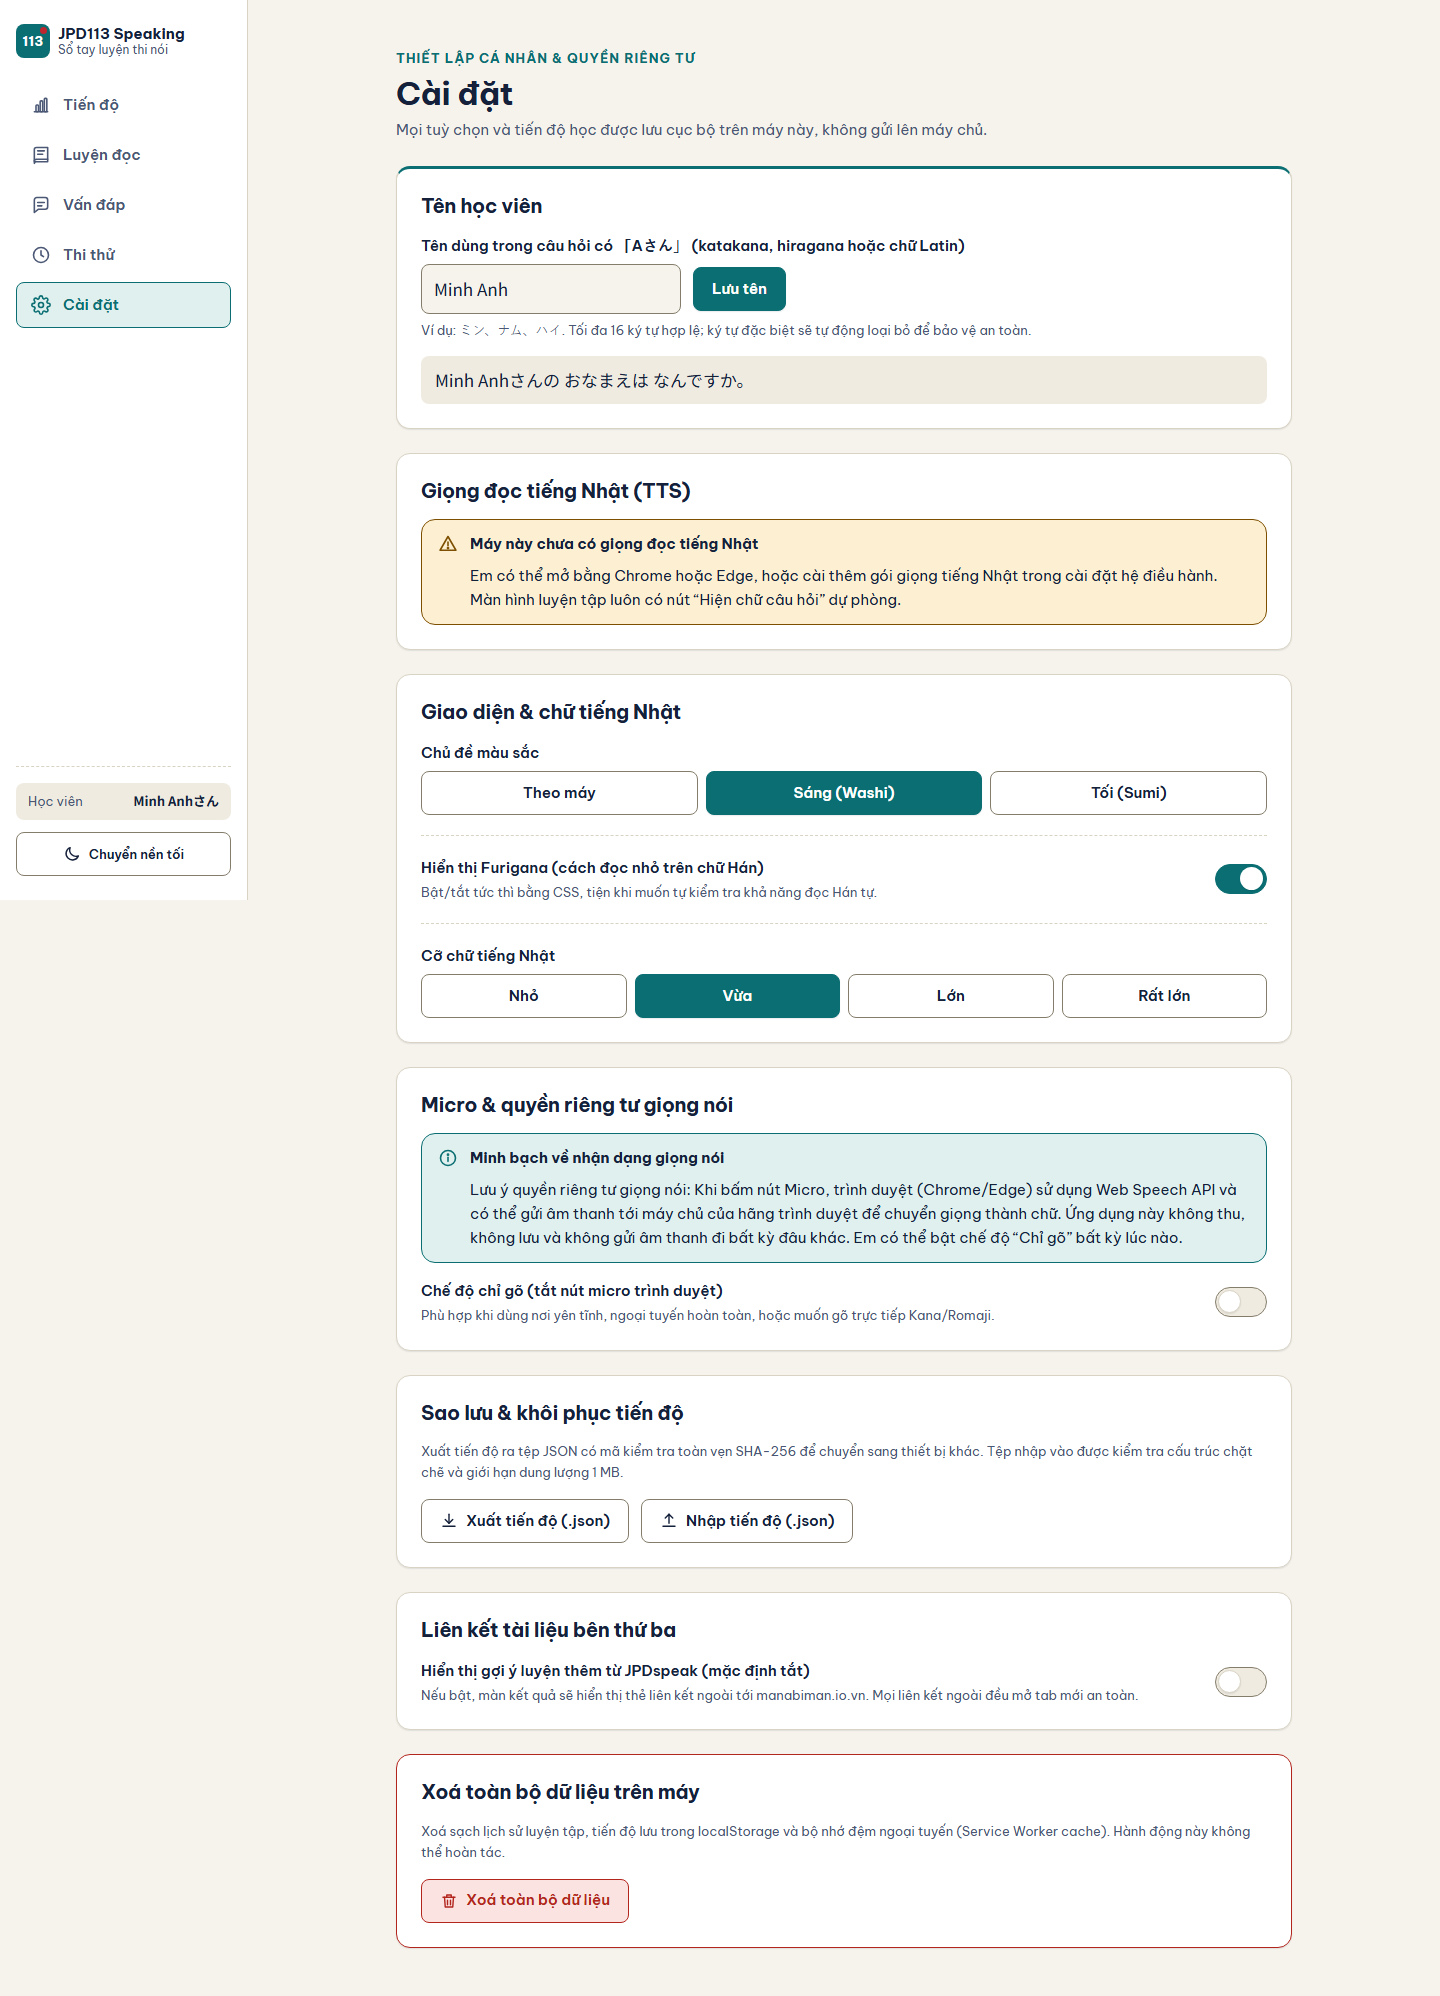 113
JPD113 Speaking
Sổ tay luyện thi nói
Tiến độ
Luyện đọc
Vấn đáp
Thi thử
Cài đặt
Học viên
Minh Anhさん
Chuyển nền tối
THIẾT LẬP CÁ NHÂN & QUYỀN RIÊNG TƯ
Cài đặt
Mọi tuỳ chọn và tiến độ học được lưu cục bộ trên máy này, không gửi lên máy chủ.
Tên học viên
Tên dùng trong câu hỏi có 「Aさん」 (katakana, hiragana hoặc chữ Latin)
Minh Anh
Lưu tên
Ví dụ: ミン、ナム、ハイ. Tối đa 16 ký tự hợp lệ; ký tự đặc biệt sẽ tự động loại bỏ để bảo vệ an toàn.
Minh Anhさんの おなまえは なんですか。
Giọng đọc tiếng Nhật (TTS)
Máy này chưa có giọng đọc tiếng Nhật
Em có thể mở bằng Chrome hoặc Edge, hoặc cài thêm gói giọng tiếng Nhật trong cài đặt hệ điều hành.
Màn hình luyện tập luôn có nút “Hiện chữ câu hỏi” dự phòng.
Giao diện & chữ tiếng Nhật
Chủ đề màu sắc
Theo máy
Sáng (Washi)
Tối (Sumi)
Hiển thị Furigana (cách đọc nhỏ trên chữ Hán)
Bật/tắt tức thì bằng CSS, tiện khi muốn tự kiểm tra khả năng đọc Hán tự.
Cỡ chữ tiếng Nhật
Nhỏ
Vừa
Lớn
Rất lớn
Micro & quyền riêng tư giọng nói
Minh bạch về nhận dạng giọng nói
Lưu ý quyền riêng tư giọng nói: Khi bấm nút Micro, trình duyệt (Chrome/Edge) sử dụng Web Speech API và
có thể gửi âm thanh tới máy chủ của hãng trình duyệt để chuyển giọng thành chữ. Ứng dụng này không thu,
không lưu và không gửi âm thanh đi bất kỳ đâu khác. Em có thể bật chế độ “Chỉ gõ” bất kỳ lúc nào.
Chế độ chỉ gõ (tắt nút micro trình duyệt)
Phù hợp khi dùng nơi yên tĩnh, ngoại tuyến hoàn toàn, hoặc muốn gõ trực tiếp Kana/Romaji.
Sao lưu & khôi phục tiến độ
Xuất tiến độ ra tệp JSON có mã kiểm tra toàn vẹn SHA-256 để chuyển sang thiết bị khác. Tệp nhập vào được kiểm tra cấu trúc chặt
chẽ và giới hạn dung lượng 1 MB.
Xuất tiến độ (.json)
Nhập tiến độ (.json)
Liên kết tài liệu bên thứ ba
Hiển thị gợi ý luyện thêm từ JPDspeak (mặc định tắt)
Nếu bật, màn kết quả sẽ hiển thị thẻ liên kết ngoài tới manabiman.io.vn. Mọi liên kết ngoài đều mở tab mới an toàn.
Xoá toàn bộ dữ liệu trên máy
Xoá sạch lịch sử luyện tập, tiến độ lưu trong localStorage và bộ nhớ đệm ngoại tuyến (Service Worker cache). Hành động này không
thể hoàn tác.
Xoá toàn bộ dữ liệu